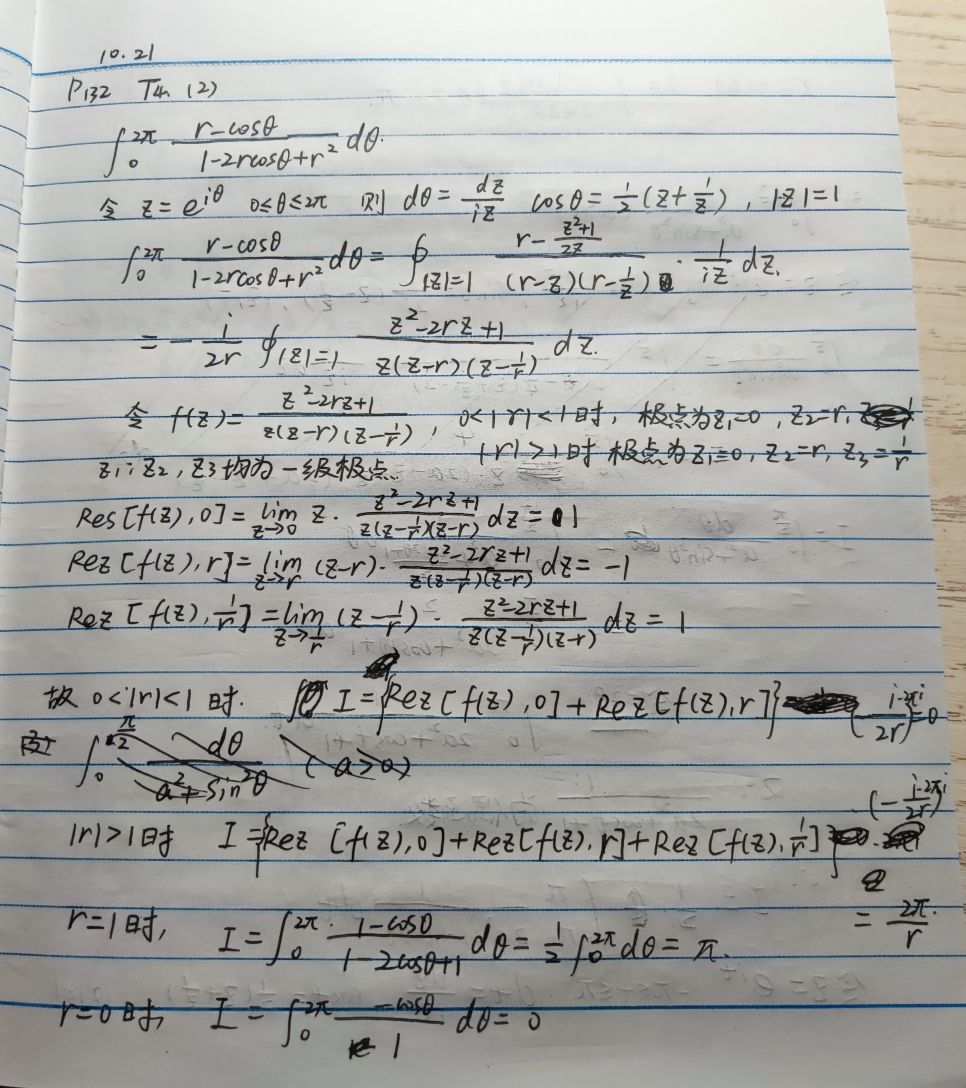 10.21
P132 T4. (2)
∫₀^{2π} (r-cosθ)/(1-2rcosθ+r²) dθ.
令 z=e^{iθ} 0≤θ≤2π 则 dθ=dz/(iz) cosθ=1/2(z+1/z), |z|=1
∫₀^{2π} (r-cosθ)/(1-2rcosθ+r²) dθ = ∮_{|z|=1} (r-(z²+1)/(2z))/((r-z)(r-1/z)) · 1/(iz) dz.
= -i/(2r) ∮_{|z|=1} (z²-2rz+1)/(z(z-r)(z-1/r)) dz.
令 f(z)=(z²-2rz+1)/(z(z-r)(z-1/r)), 0<|r|<1时, 极点为z₁=0, z₂=r,
|r|>1时 极点为z₁=0, z₂=r, z₃=1/r
z₁, z₂, z₃均为一级极点
Res[f(z),0]=lim_{z→0} z·(z²-2rz+1)/(z(z-1/r)(z-r)) dz=1
Rez[f(z),r]=lim_{z→r} (z-r)·(z²-2rz+1)/(z(z-1/r)(z-r)) dz=-1
Rez[f(z),1/r]=lim_{z→1/r} (z-1/r)·(z²-2rz+1)/(z(z-1/r)(z-r)) dz=1
故 0<|r|<1时. I={Rez[f(z),0]+Rez[f(z),r]}(-i·2πi/(2r))=0
∫₀^{π/2} dθ/(a²+sin²θ) (a>0)
|r|>1时 I={Rez[f(z),0]+Rez[f(z),r]+Rez[f(z),1/r]}(-i·2πi/(2r))
=2π/r
r=1时, I=∫₀^{2π} (1-cosθ)/(1-2cosθ+1) dθ=1/2∫₀^{2π}dθ=π.
r=0时, I=∫₀^{2π} -cosθ/1 dθ=0